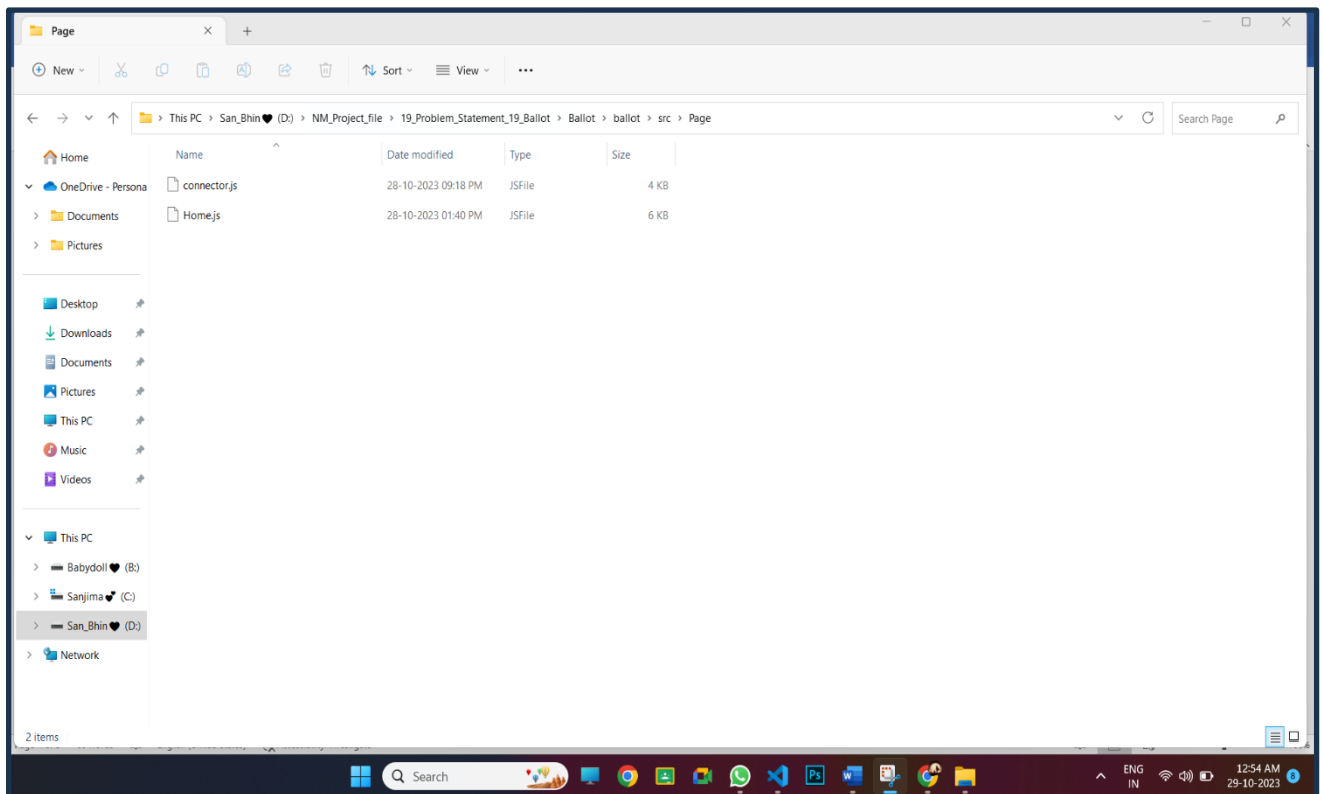 Page
New
Sort
View
This PC > San_Bhin🖤 (D:) > NM_Project_file > 19_Problem_Statement_19_Ballot > Ballot > ballot > src > Page
Search Page
Name Date modified Type Size
connector.js 28-10-2023 09:18 PM JSFile 4 KB
Home.js 28-10-2023 01:40 PM JSFile 6 KB
Home
OneDrive - Persona
Documents
Pictures
Desktop
Downloads
Documents
Pictures
This PC
Music
Videos
This PC
Babydoll🖤 (B:)
Sanjima💕 (C:)
San_Bhin🖤 (D:)
Network
2 items
Search
Ps
ENG
IN
12:54 AM
29-10-2023
8